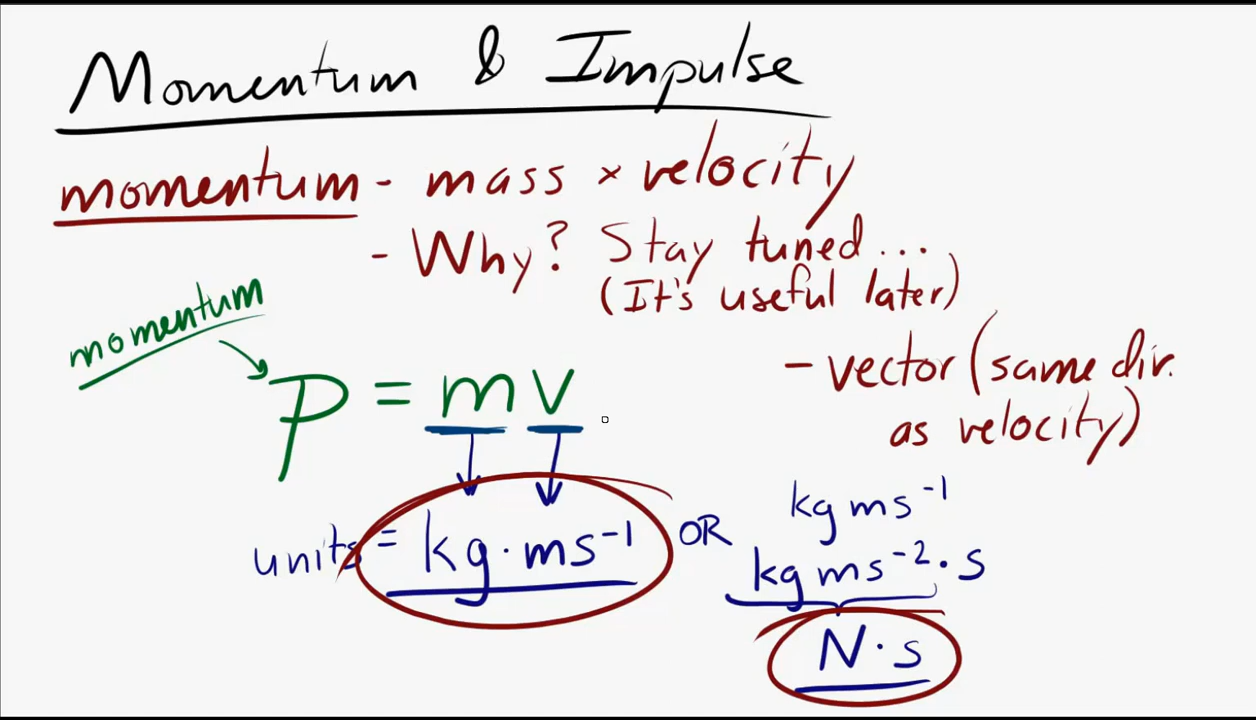 Momentum & Impulse
momentum - mass × velocity
- Why? Stay tuned...
(It's useful later)
momentum
- vector (same dir.
as velocity)
P = mv
units = kg·ms⁻¹ OR
kg ms⁻¹
kg ms⁻²·s
N·s